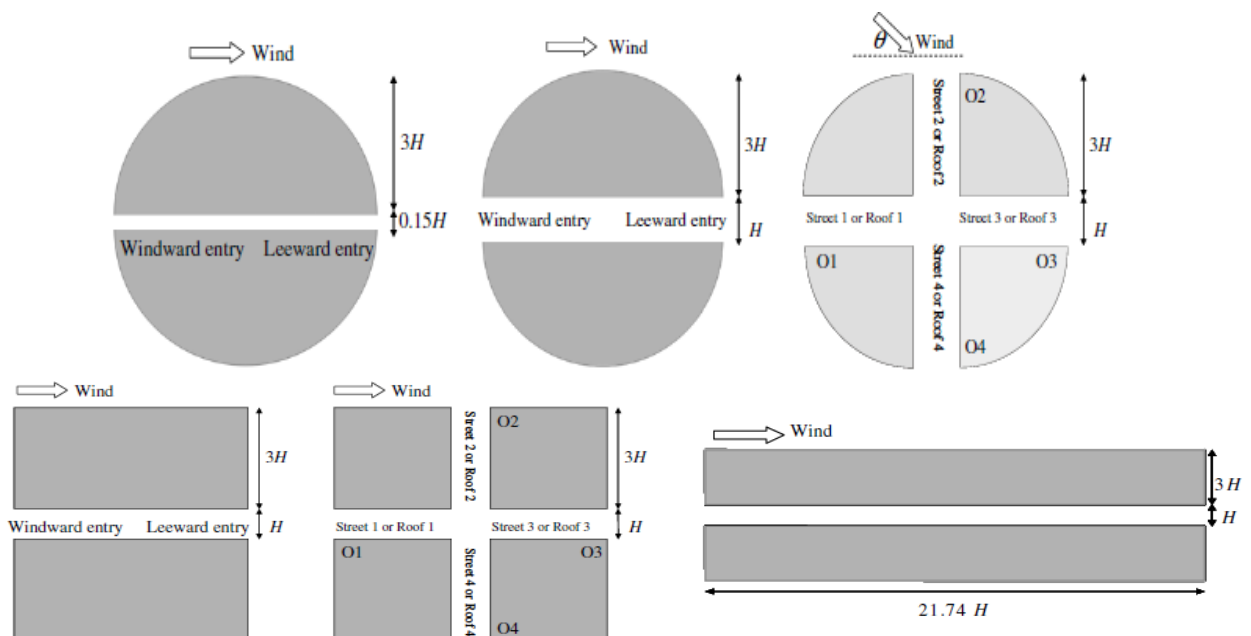 Wind
3H
0.15H
Windward entry
Leeward entry
Wind
3H
Windward entry
Leeward entry
H
θ
Wind
Street 2 or Roof 2
O2
3H
Street 1 or Roof 1
Street 3 or Roof 3
H
O1
Street 4 or Roof 4
O3
O4
Wind
3H
Windward entry
Leeward entry
H
Wind
Street 2 or Roof 2
O2
3H
Street 1 or Roof 1
Street 3 or Roof 3
H
O1
Street 4 or Roof 4
O3
O4
Wind
3 H
H
21.74 H